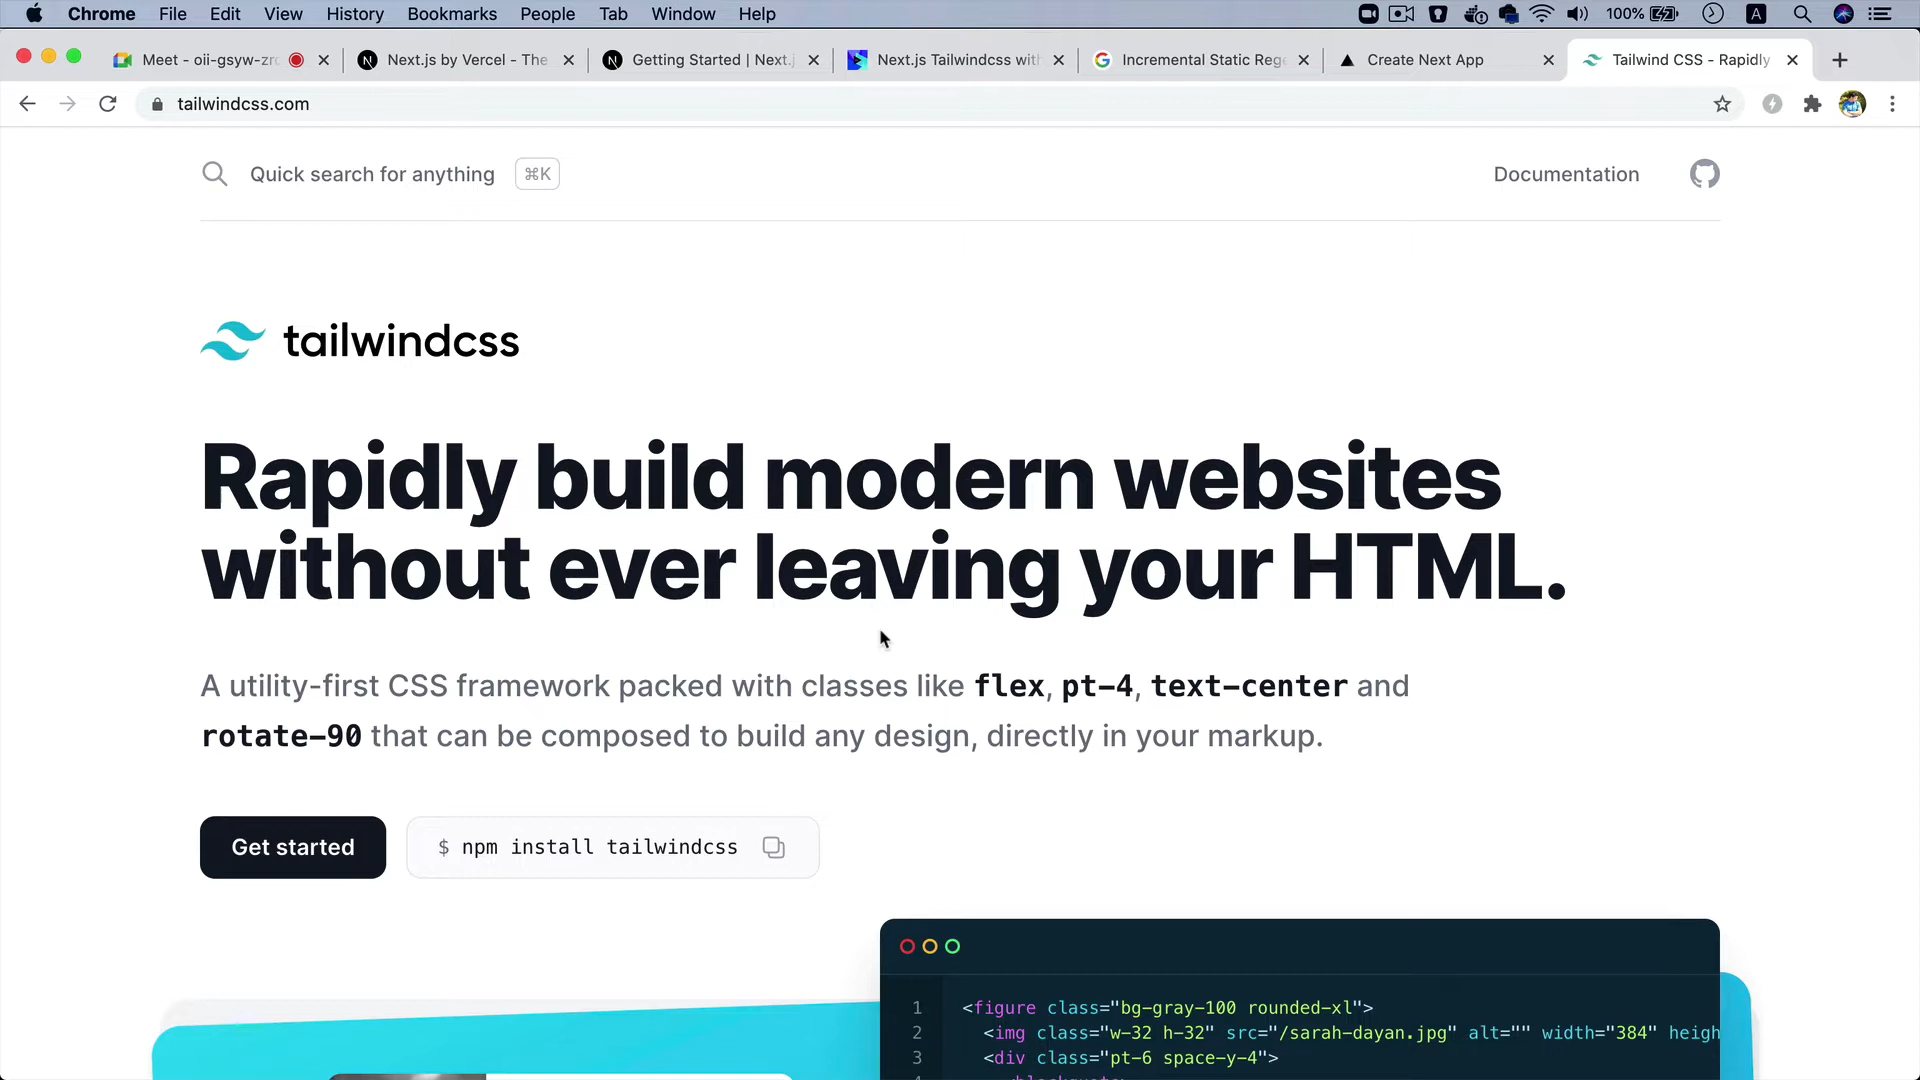 Chrome File Edit View History Bookmarks People Tab Window Help 100% A
Meet - oii-gsyw-zro
Next.js by Vercel - The
Getting Started | Next.j
Next.js Tailwindcss with
Incremental Static Rege
Create Next App
Tailwind CSS - Rapidly
tailwindcss.com
Quick search for anything ⌘K Documentation
tailwindcss
Rapidly build modern websites
without ever leaving your HTML.
A utility-first CSS framework packed with classes like flex, pt-4, text-center and
rotate-90 that can be composed to build any design, directly in your markup.
Get started $ npm install tailwindcss
1 <figure class="bg-gray-100 rounded-xl">
2 <img class="w-32 h-32" src="/sarah-dayan.jpg" alt="" width="384" heigh
3 <div class="pt-6 space-y-4">